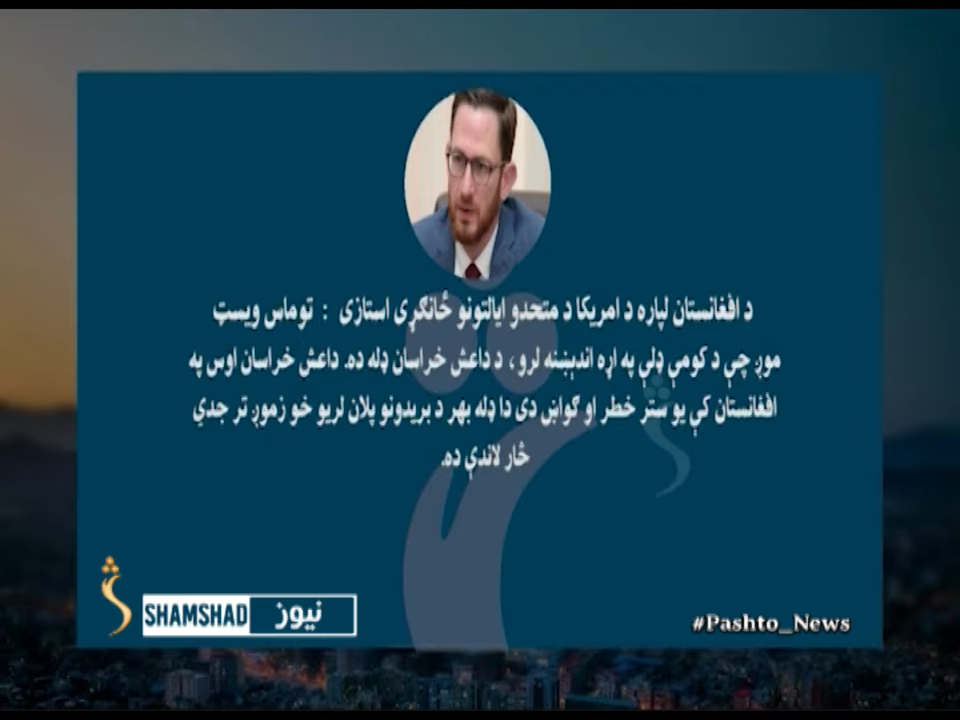 د افغانستان لپاره د امریکا د متحدو ایالتونو ځانګړی استازی : توماس ویسټ
موږ چې د کومې ډلې په اړه اندېښنه لرو ، د داعش خراسان ډله ده. داعش خراسان اوس په
افغانستان کې یو ستر خطر او ګواښ دی دا ډله بهر د بریدونو پلان لریو خو زموږ تر جدي
څار لاندې ده.
SHAMSHAD نیوز
#Pashto_News